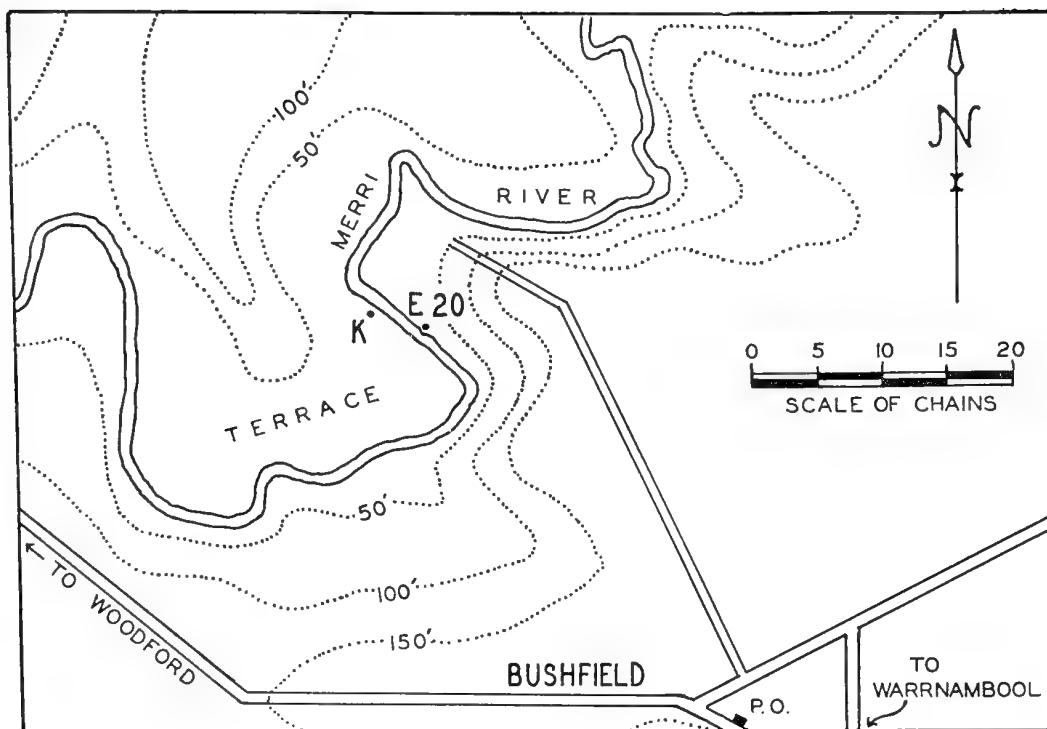 100'
50'
MERRI
RIVER
N
E 20
K
0 5 10 15 20
SCALE OF CHAINS
TERRACE
50'
100'
150'
TO WOODFORD
BUSHFIELD
P.O.
TO
WARRNAMBOOL